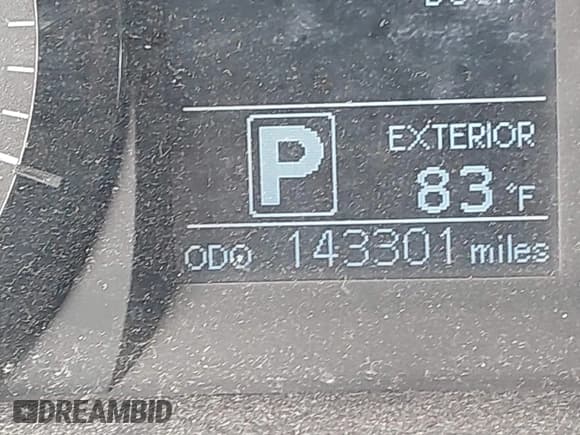 P
EXTERIOR
83 °F
ODO 143301 miles
DREAMBID